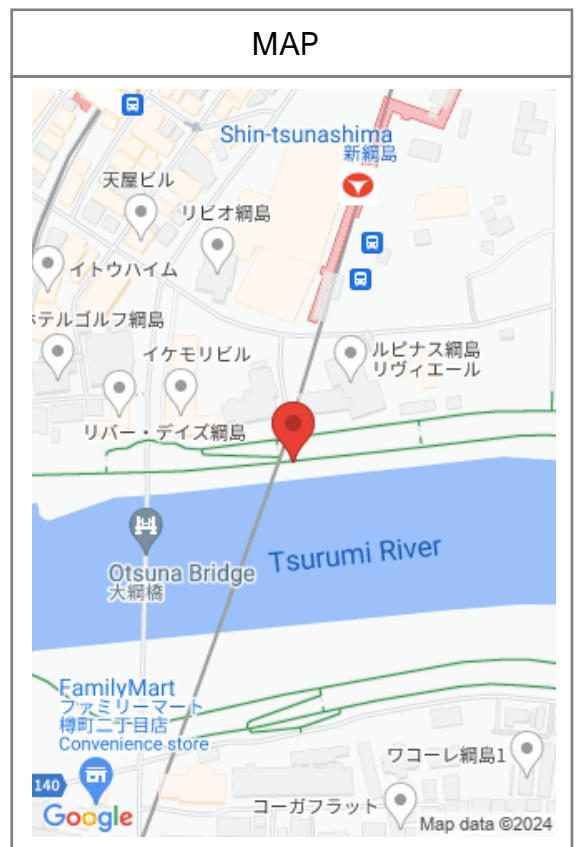 MAP
Shin-tsunashima
新綱島
天屋ビル
リビオ綱島
イトウハイム
ホテルゴルフ綱島
イケモリビル
ルピナス綱島
リヴィエール
リバー・デイズ綱島
Tsurumi River
Otsuna Bridge
大綱橋
FamilyMart
ファミリーマート
樽町二丁目店
Convenience store
ワコーレ綱島1
140
コーガフラット
Google
Map data ©2024